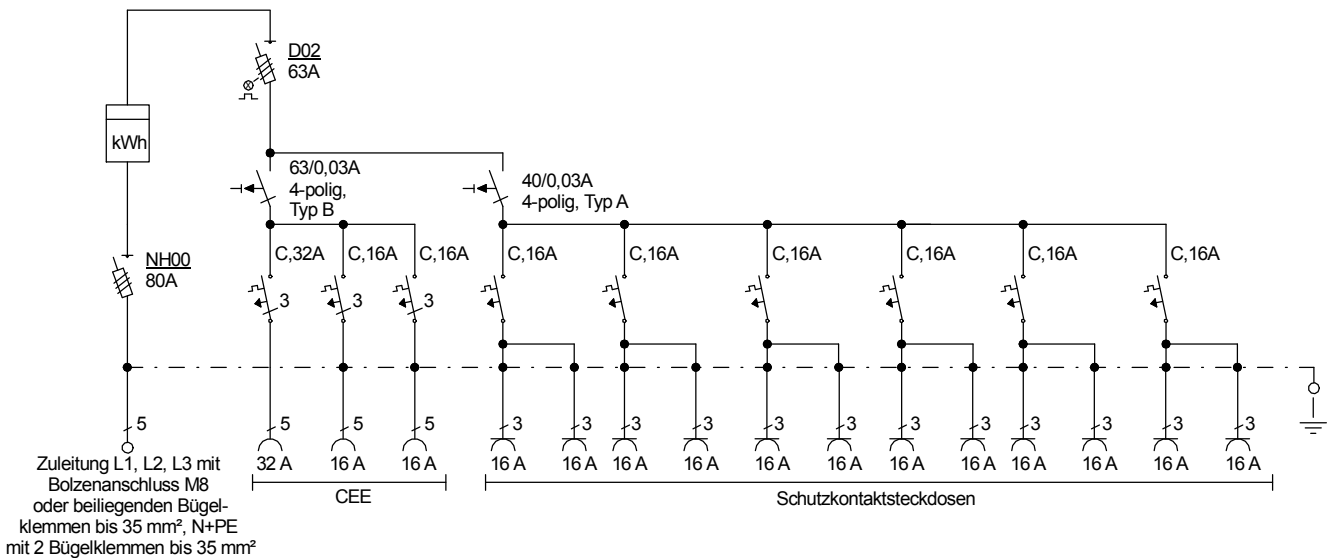 D02
63A
kWh
63/0,03A
4-polig,
Typ B
40/0,03A
4-polig, Typ A
NH00
80A
C,32A
C,16A
C,16A
C,16A
C,16A
C,16A
C,16A
C,16A
C,16A
3
3
3
5
5
5
5
3
3
3
3
3
3
3
3
3
3
3
3
32 A
16 A
16 A
16 A
16 A
16 A
16 A
16 A
16 A
16 A
16 A
16 A
16 A
16 A
16 A
CEE
Schutzkontaktsteckdosen
Zuleitung L1, L2, L3 mit
Bolzenanschluss M8
oder beiliegenden Bügel-
klemmen bis 35 mm², N+PE
mit 2 Bügelklemmen bis 35 mm²